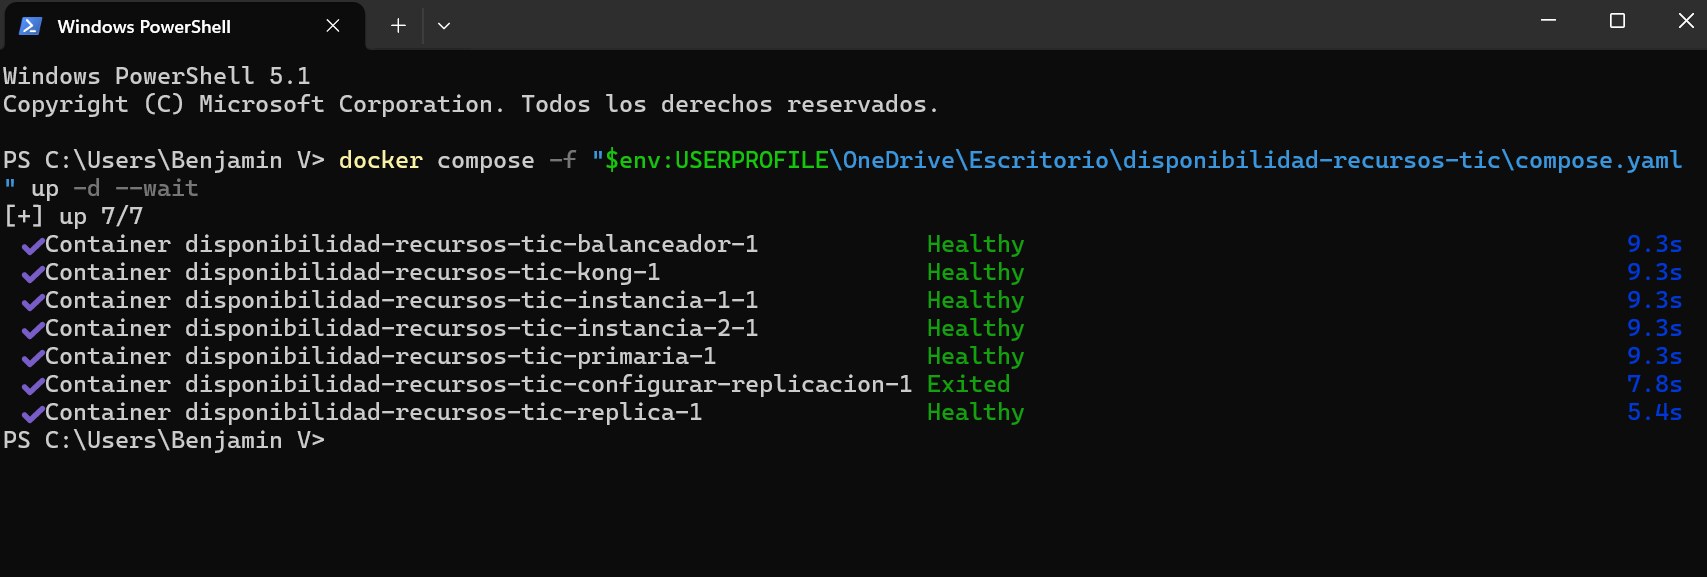 Windows PowerShell
Windows PowerShell 5.1
Copyright (C) Microsoft Corporation. Todos los derechos reservados.
PS C:\Users\Benjamin V> docker compose -f "$env:USERPROFILE\OneDrive\Escritorio\disponibilidad-recursos-tic\compose.yaml
" up -d --wait
[+] up 7/7
✔Container disponibilidad-recursos-tic-balanceador-1 Healthy 9.3s
✔Container disponibilidad-recursos-tic-kong-1 Healthy 9.3s
✔Container disponibilidad-recursos-tic-instancia-1-1 Healthy 9.3s
✔Container disponibilidad-recursos-tic-instancia-2-1 Healthy 9.3s
✔Container disponibilidad-recursos-tic-primaria-1 Healthy 9.3s
✔Container disponibilidad-recursos-tic-configurar-replicacion-1 Exited 7.8s
✔Container disponibilidad-recursos-tic-replica-1 Healthy 5.4s
PS C:\Users\Benjamin V>